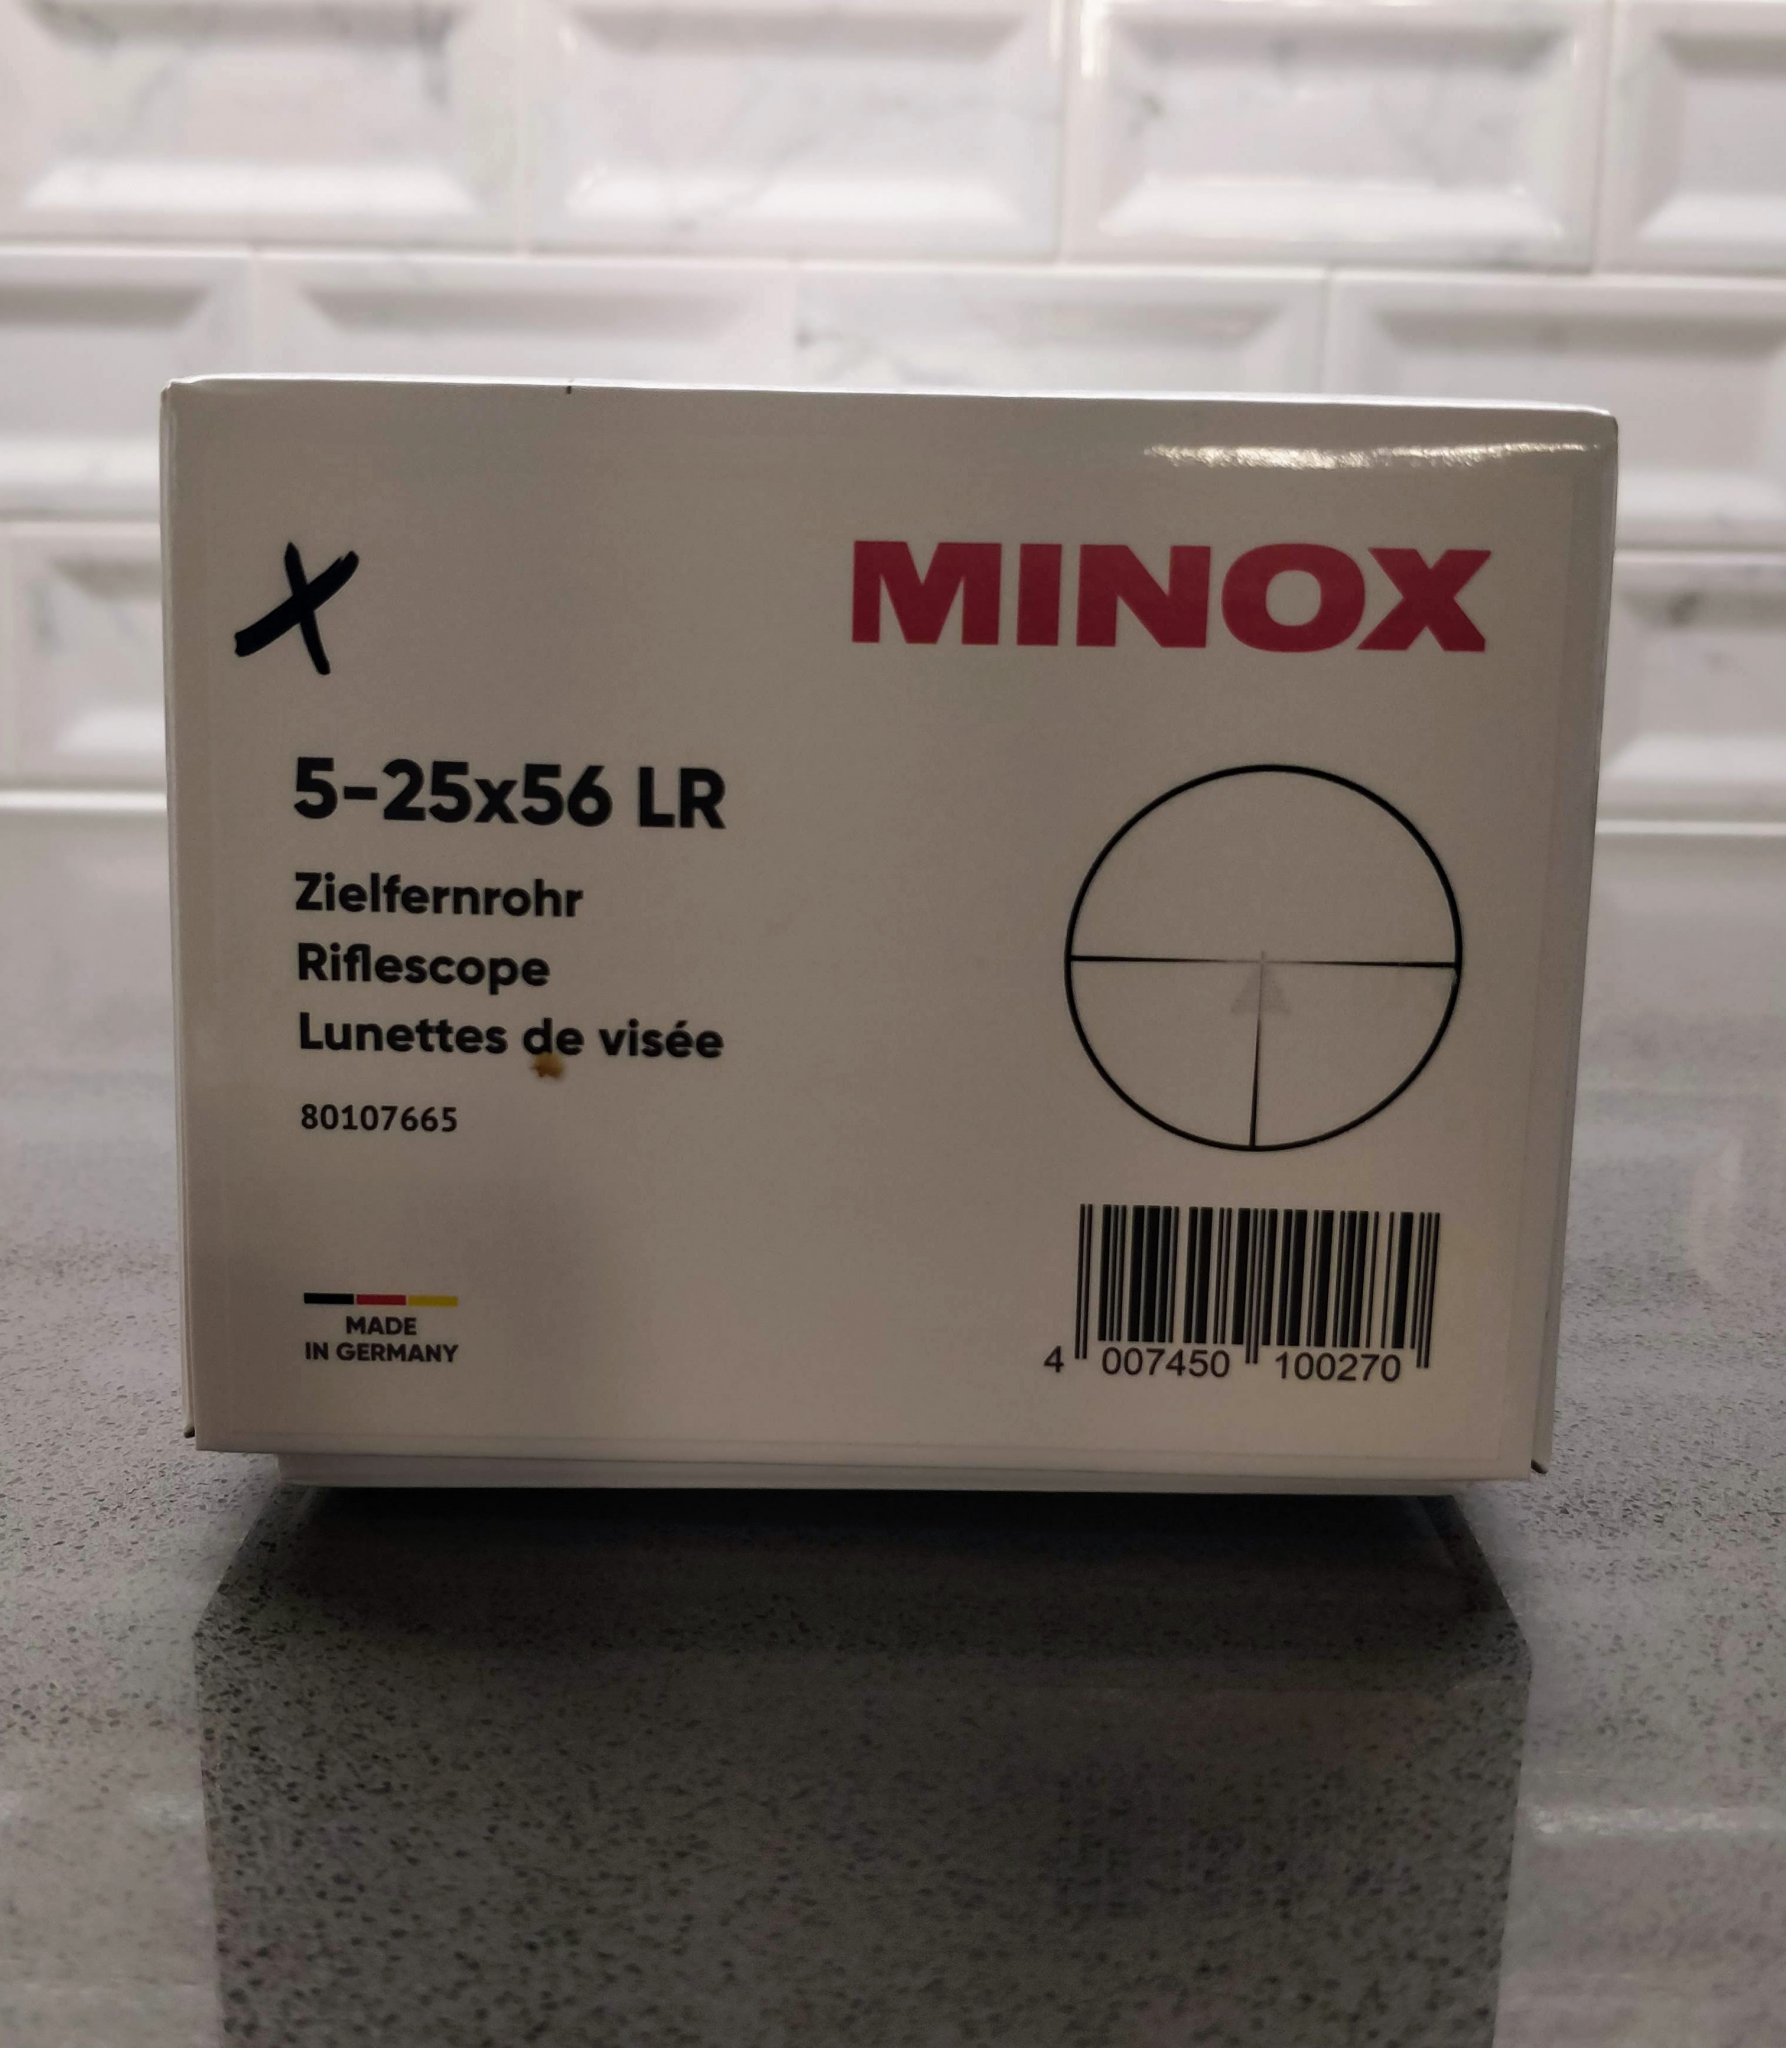 X
MINOX
5-25x56 LR
Zielfernrohr
Riflescope
Lunettes de visée
80107665
MADE
IN GERMANY
4 007450 100270